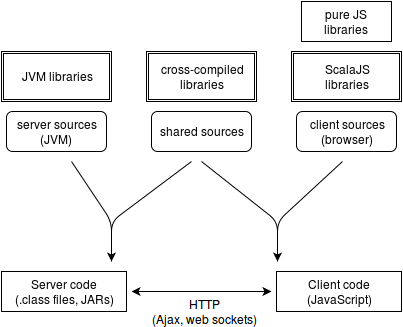 pure JS
libraries
JVM libraries
cross-compiled
libraries
ScalaJS
libraries
server sources
(JVM)
shared sources
client sources
(browser)
Server code
(.class files, JARs)
HTTP
(Ajax, web sockets)
Client code
(JavaScript)